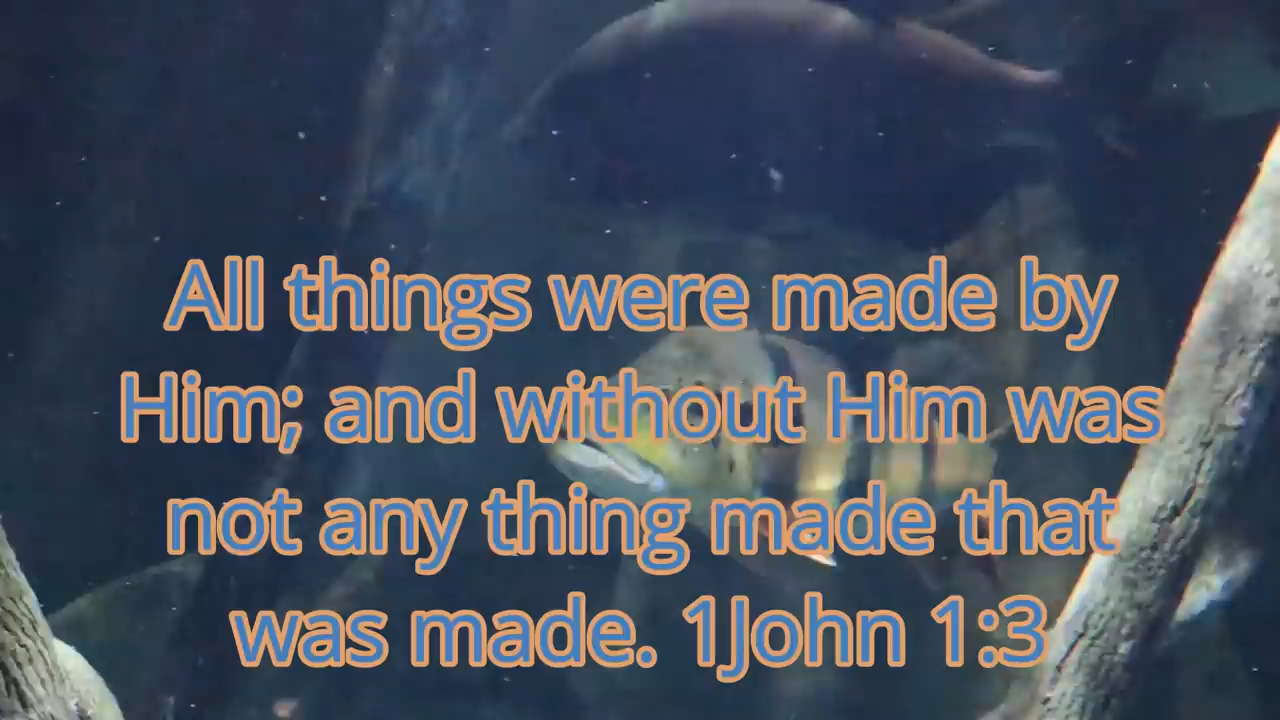 All things were made by
Him; and without Him was
not any thing made that
was made. 1John 1:3